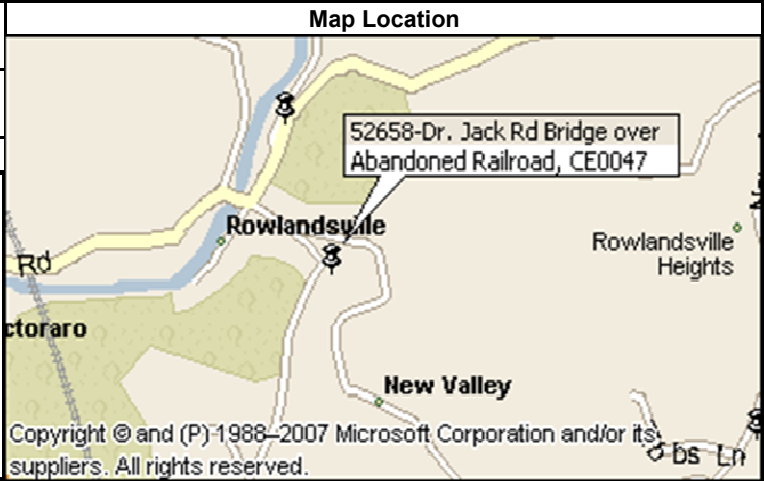 Map Location
52658-Dr. Jack Rd Bridge over
Abandoned Railroad, CE0047
Rowlandsville
Rowlandsville
Heights
Rd
ctoraro
New Valley
Copyright © and (P) 1988–2007 Microsoft Corporation and/or its
suppliers. All rights reserved.
bs Ln